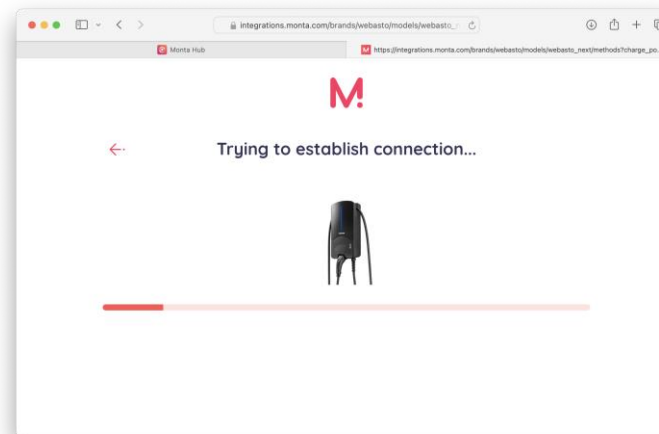 integrations.monta.com/brands/webasto/models/webasto_
Monta Hub
https://integrations.monta.com/brands/webasto/models/webasto_next/methods?charge_po...
M!
Trying to establish connection...